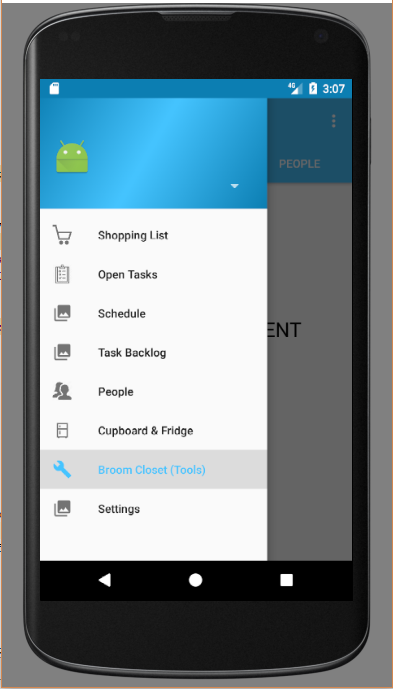 4G 3:07
PEOPLE
Shopping List
Open Tasks
Schedule
ENT
Task Backlog
People
Cupboard & Fridge
Broom Closet (Tools)
Settings